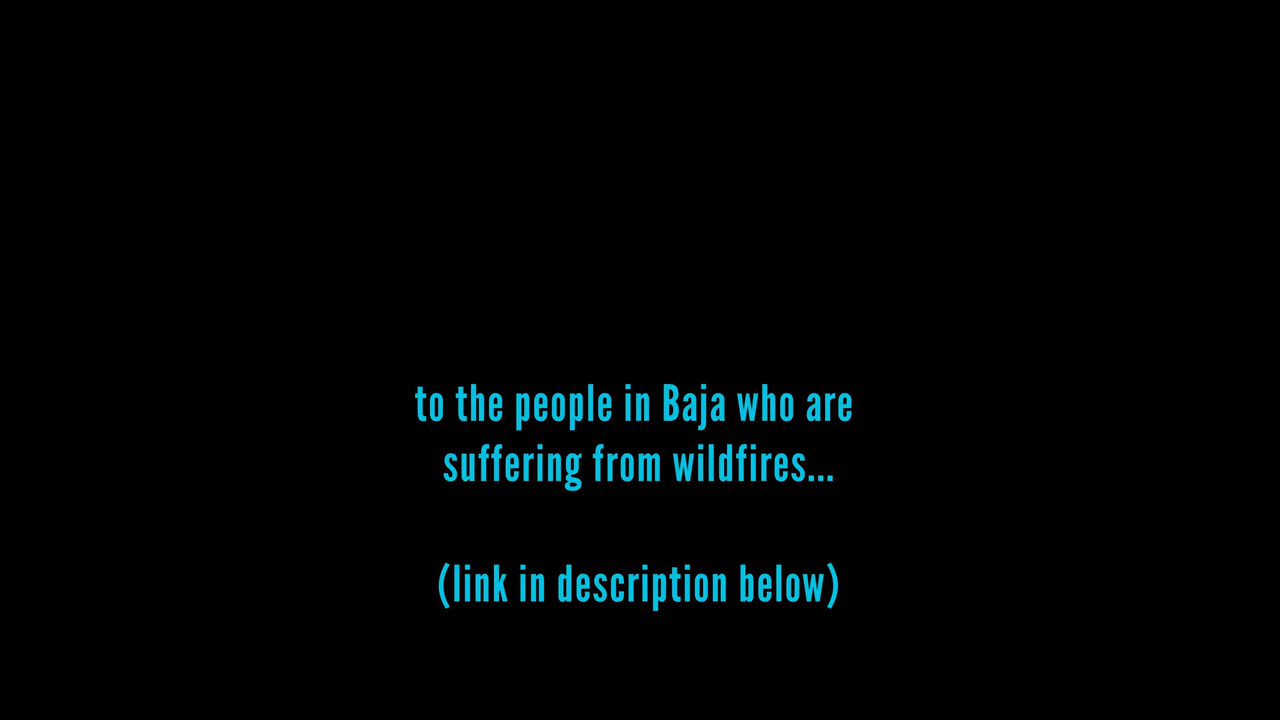 to the people in Baja who are
suffering from wildfires...
(link in description below)